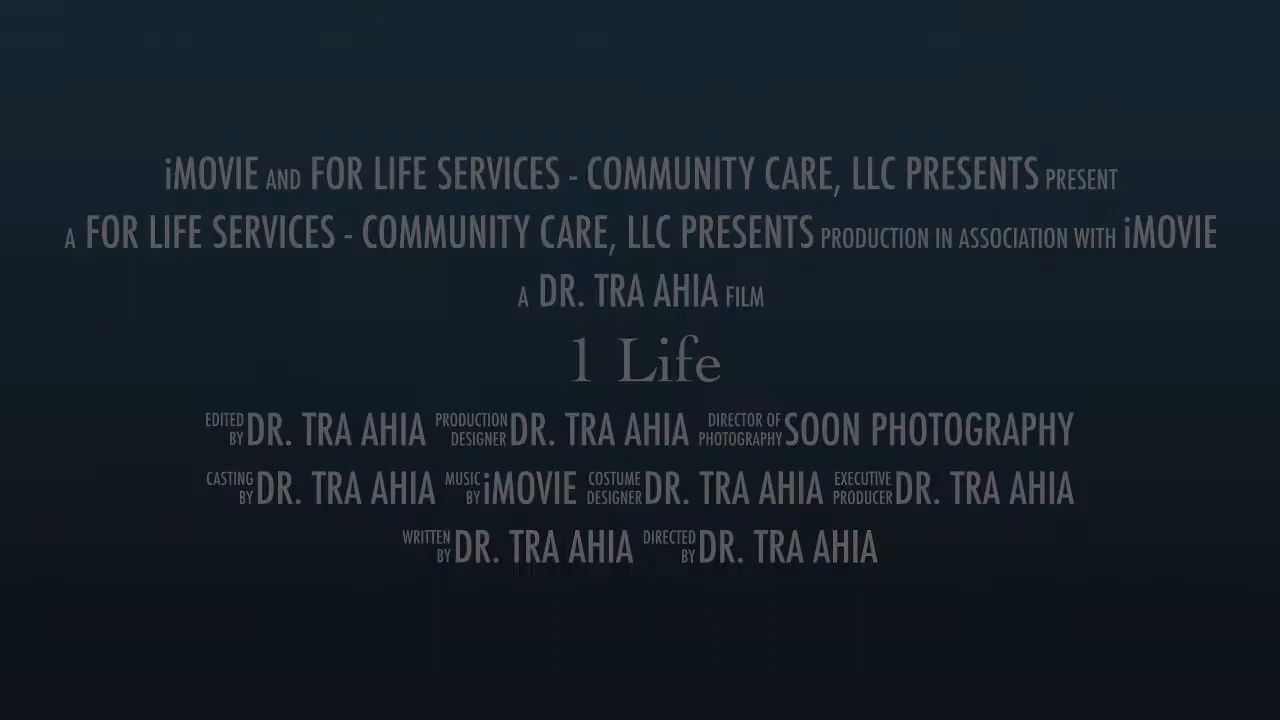 iMOVIE AND FOR LIFE SERVICES - COMMUNITY CARE, LLC PRESENTS PRESENT
A FOR LIFE SERVICES - COMMUNITY CARE, LLC PRESENTS PRODUCTION IN ASSOCIATION WITH iMOVIE
A DR. TRA AHIA FILM
1 Life
EDITED BY DR. TRA AHIA PRODUCTION DESIGNER DR. TRA AHIA DIRECTOR OF PHOTOGRAPHY SOON PHOTOGRAPHY
CASTING BY DR. TRA AHIA MUSIC BY iMOVIE COSTUME DESIGNER DR. TRA AHIA EXECUTIVE PRODUCER DR. TRA AHIA
WRITTEN BY DR. TRA AHIA DIRECTED BY DR. TRA AHIA